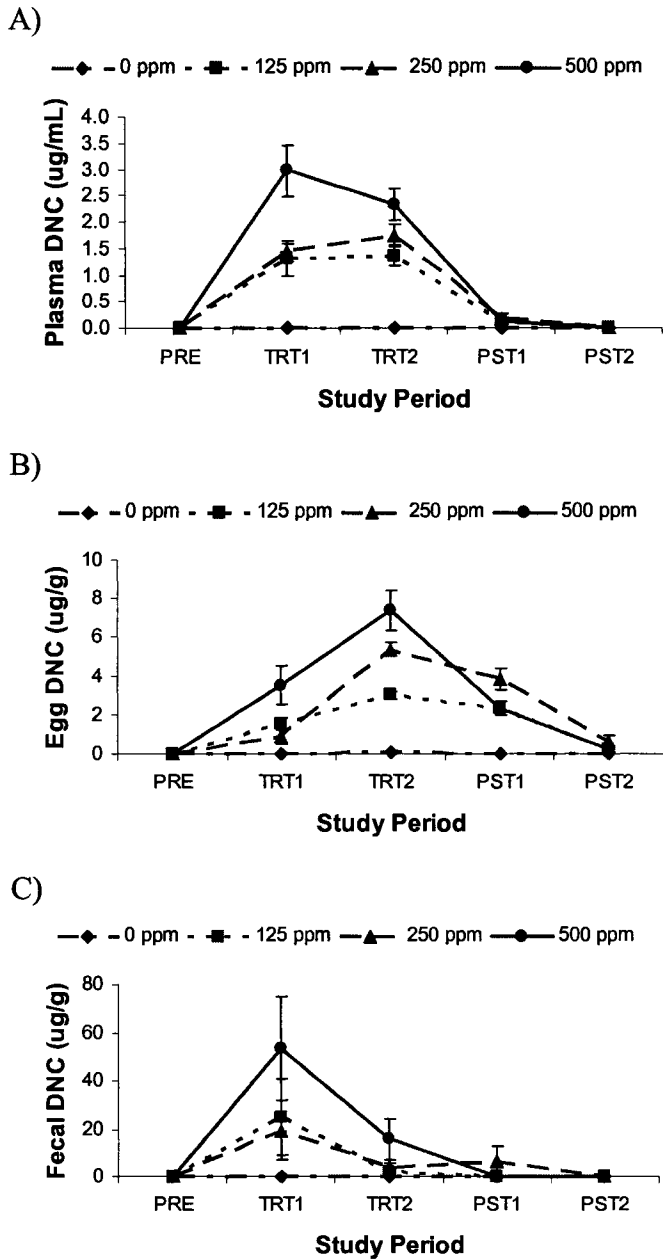 A)
0 ppm 125 ppm 250 ppm 500 ppm
Plasma DNC (ug/mL)
4.0
3.5
3.0
2.5
2.0
1.5
1.0
0.5
0.0
PRE TRT1 TRT2 PST1 PST2
Study Period
B)
0 ppm 125 ppm 250 ppm 500 ppm
Egg DNC (ug/g)
10
8
6
4
2
0
PRE TRT1 TRT2 PST1 PST2
Study Period
C)
0 ppm 125 ppm 250 ppm 500 ppm
Fecal DNC (ug/g)
80
60
40
20
0
PRE TRT1 TRT2 PST1 PST2
Study Period